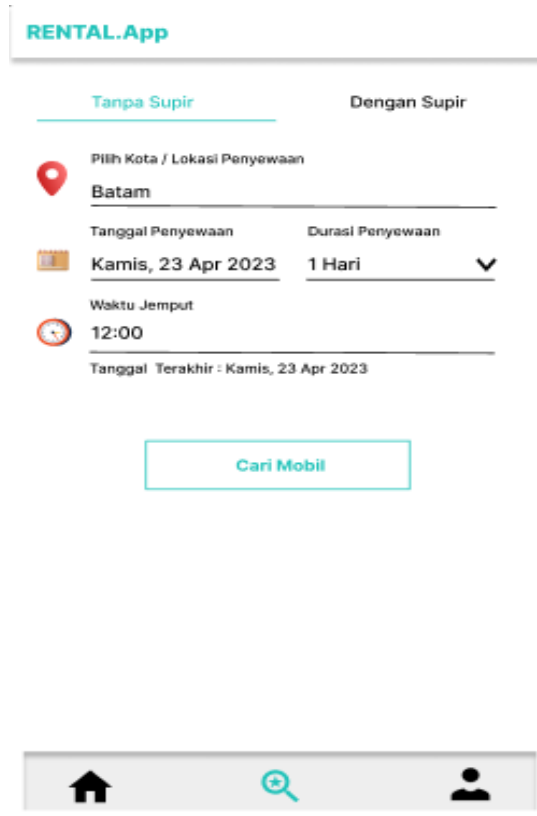 RENTAL.App
Tanpa Supir
Dengan Supir
Pilih Kota / Lokasi Penyewaan
Batam
Tanggal Penyewaan
Durasi Penyewaan
Kamis, 23 Apr 2023
1 Hari
Waktu Jemput
12:00
Tanggal Terakhir : Kamis, 23 Apr 2023
Cari Mobil